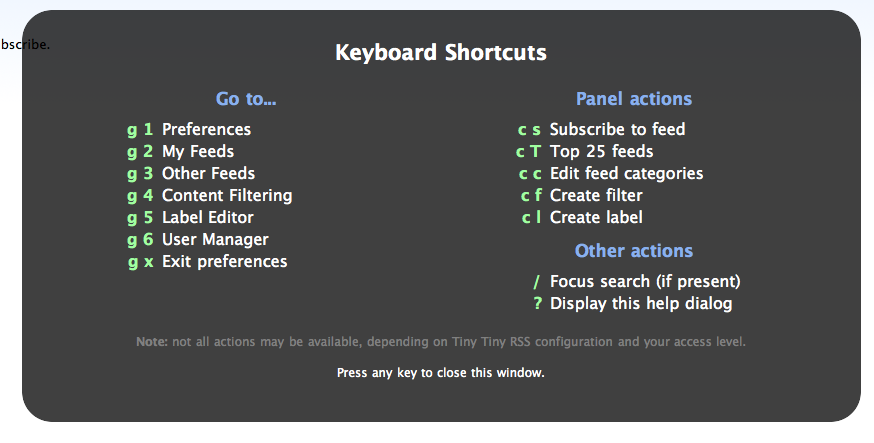 bscribe.
Keyboard Shortcuts
Go to...
g 1 Preferences
g 2 My Feeds
g 3 Other Feeds
g 4 Content Filtering
g 5 Label Editor
g 6 User Manager
g x Exit preferences
Panel actions
c s Subscribe to feed
c T Top 25 feeds
c c Edit feed categories
c f Create filter
c l Create label
Other actions
/ Focus search (if present)
? Display this help dialog
Note: not all actions may be available, depending on Tiny Tiny RSS configuration and your access level.
Press any key to close this window.